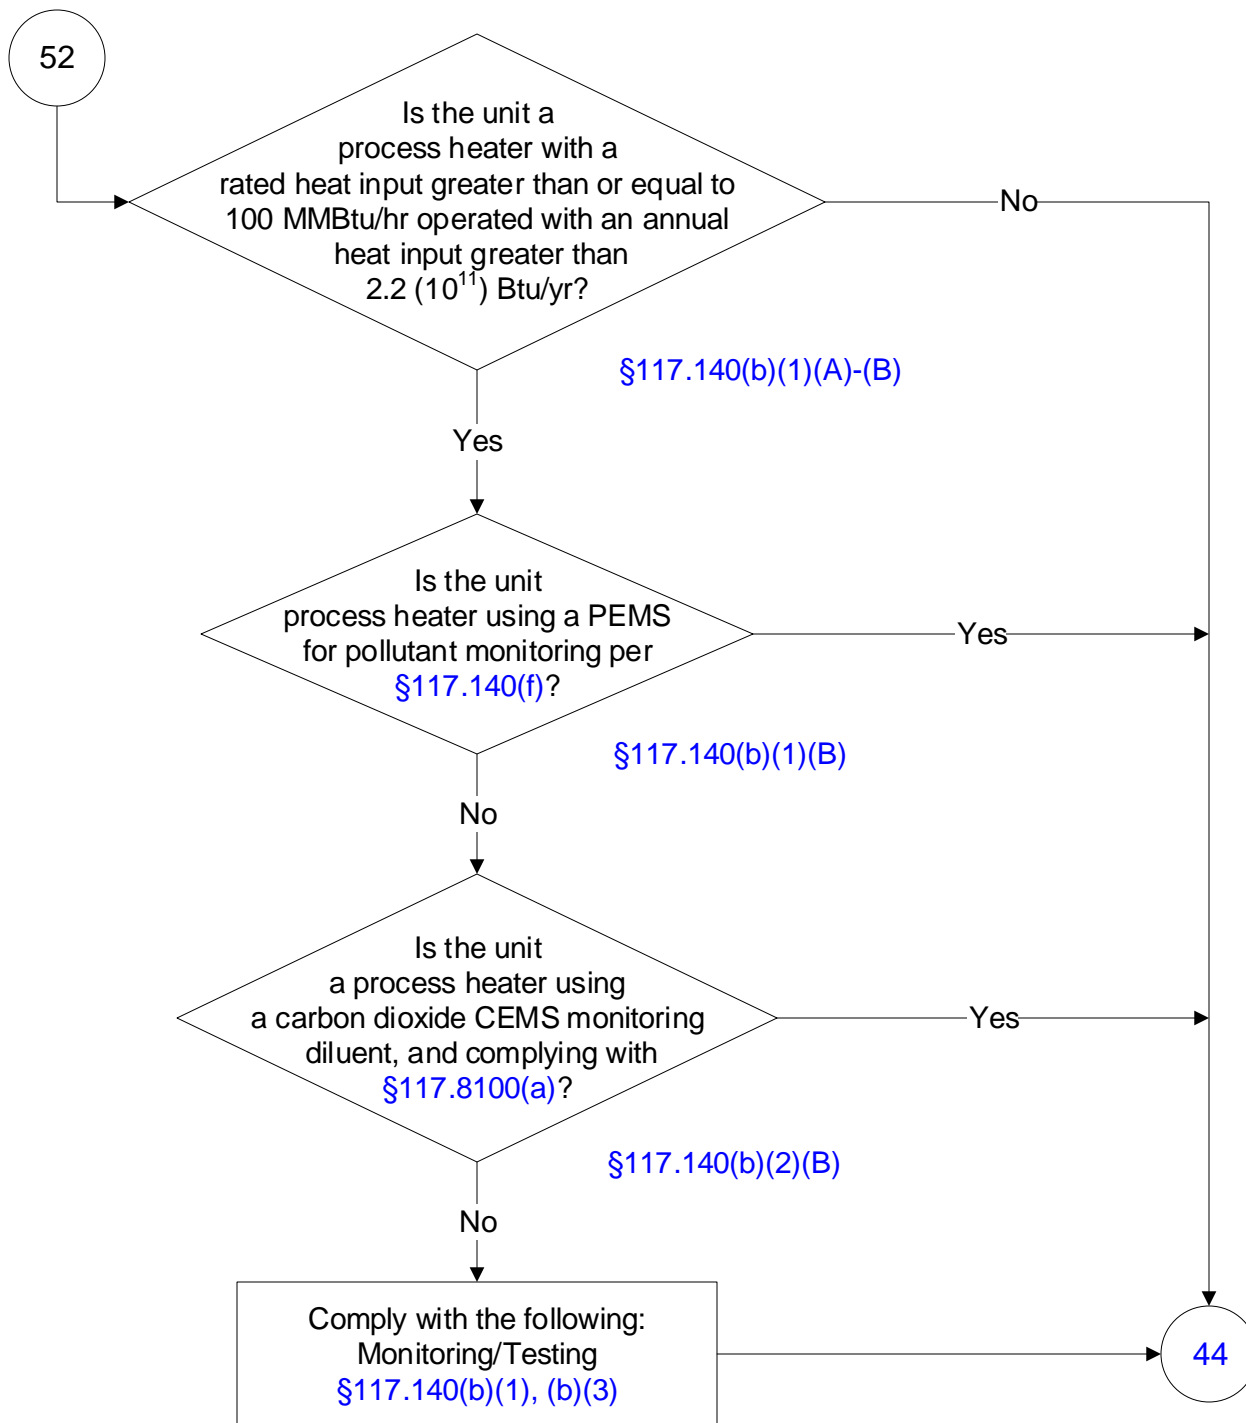 52
Is the unit a
process heater with a
rated heat input greater than or equal to
100 MMBtu/hr operated with an annual
heat input greater than
2.2 (10¹¹) Btu/yr?
No
§117.140(b)(1)(A)-(B)
Yes
Is the unit
process heater using a PEMS
for pollutant monitoring per
§117.140(f)?
Yes
§117.140(b)(1)(B)
No
Is the unit
a process heater using
a carbon dioxide CEMS monitoring
diluent, and complying with
§117.8100(a)?
Yes
§117.140(b)(2)(B)
No
Comply with the following:
Monitoring/Testing
§117.140(b)(1), (b)(3)
44